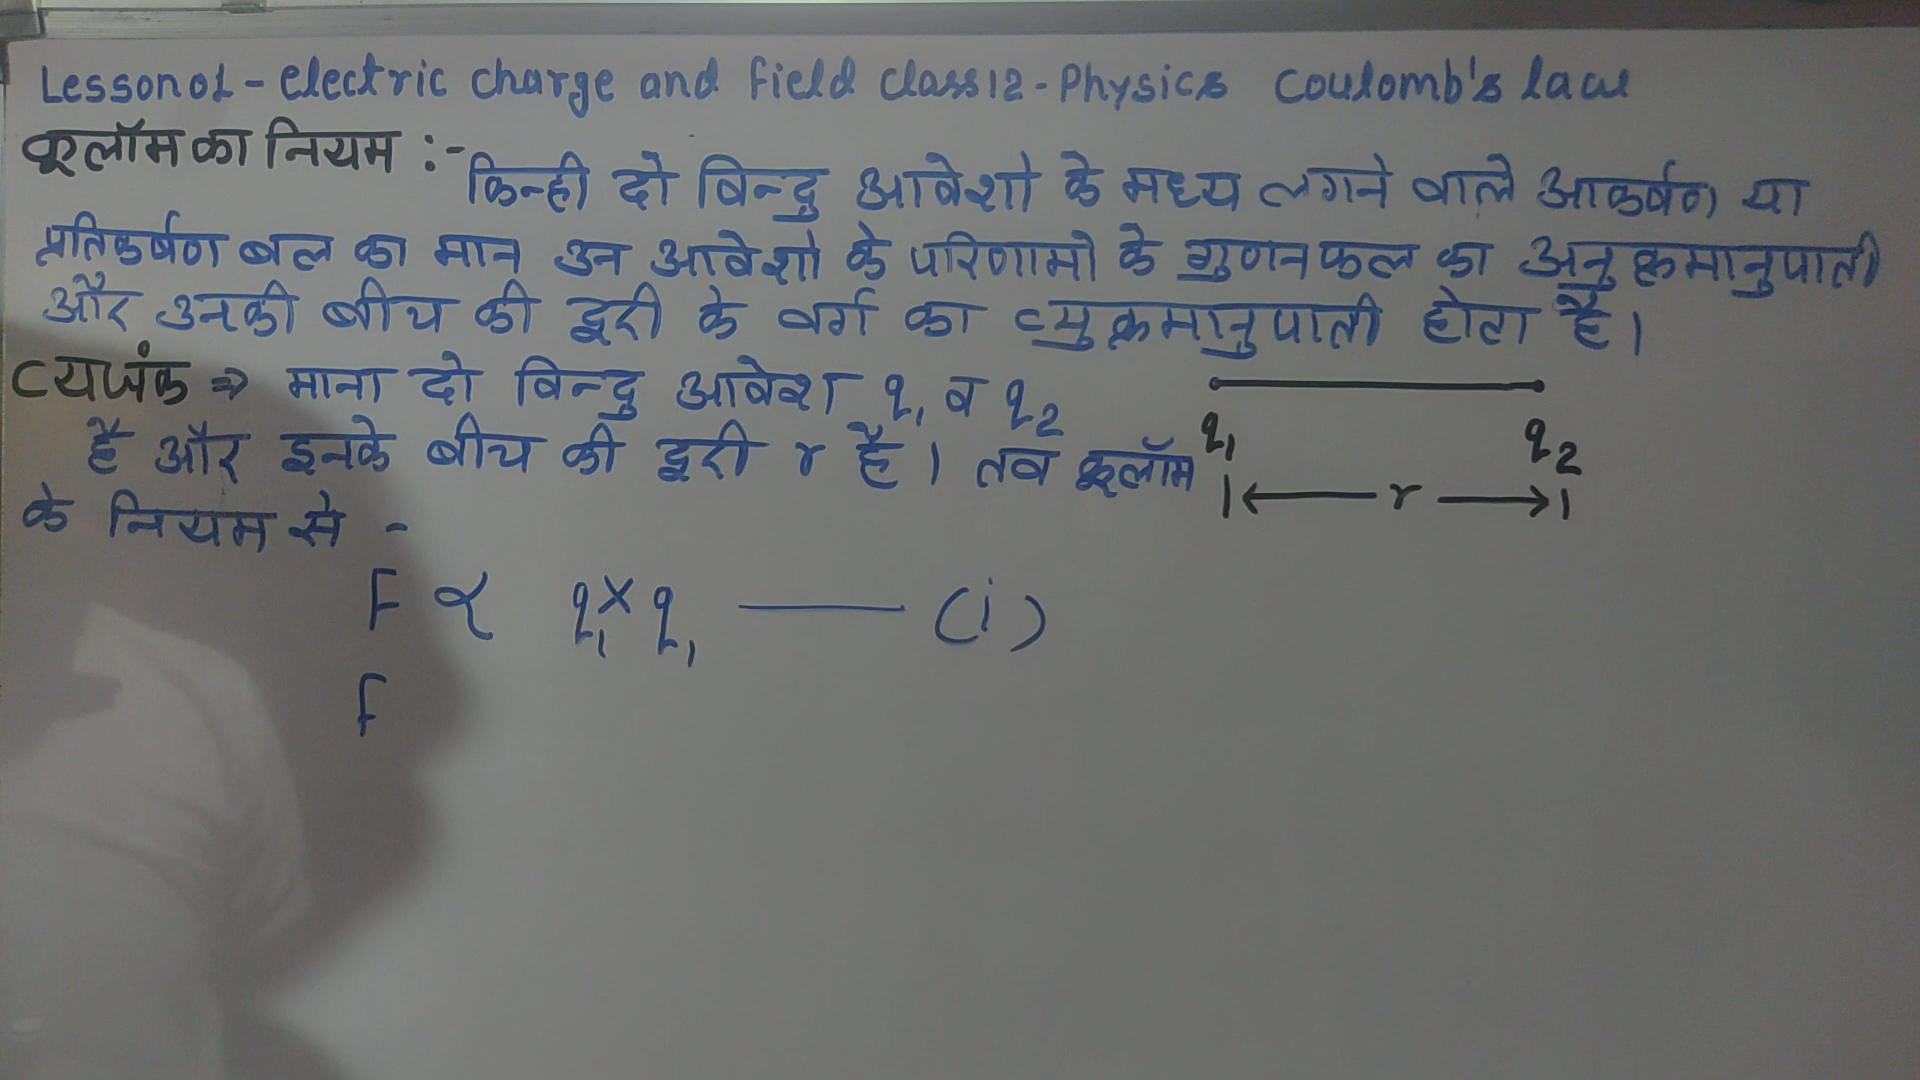 Lesson01 - electric charge and field class12 - Physics Coulomb's law
कूलॉम का नियम :-
किन्ही दो विन्दु आवेशो के मध्य लगने वाले आकर्षण या
प्रतिकर्षण बल का मान उन आवेशो के परिणामो के गुणनफल का अनुक्रमानुपाती
और उनकी बीच की दूरी के वर्ग का व्युत्क्रमानुपाती होता है।
व्यजंक ⇒ माना दो विन्दु आवेश q₁ व q₂
है और इनके बीच की दूरी r है। तव कूलॉम
के नियम से -
q₁ q₂
r
F ∝ q₁ × q₁ —— (i)
F